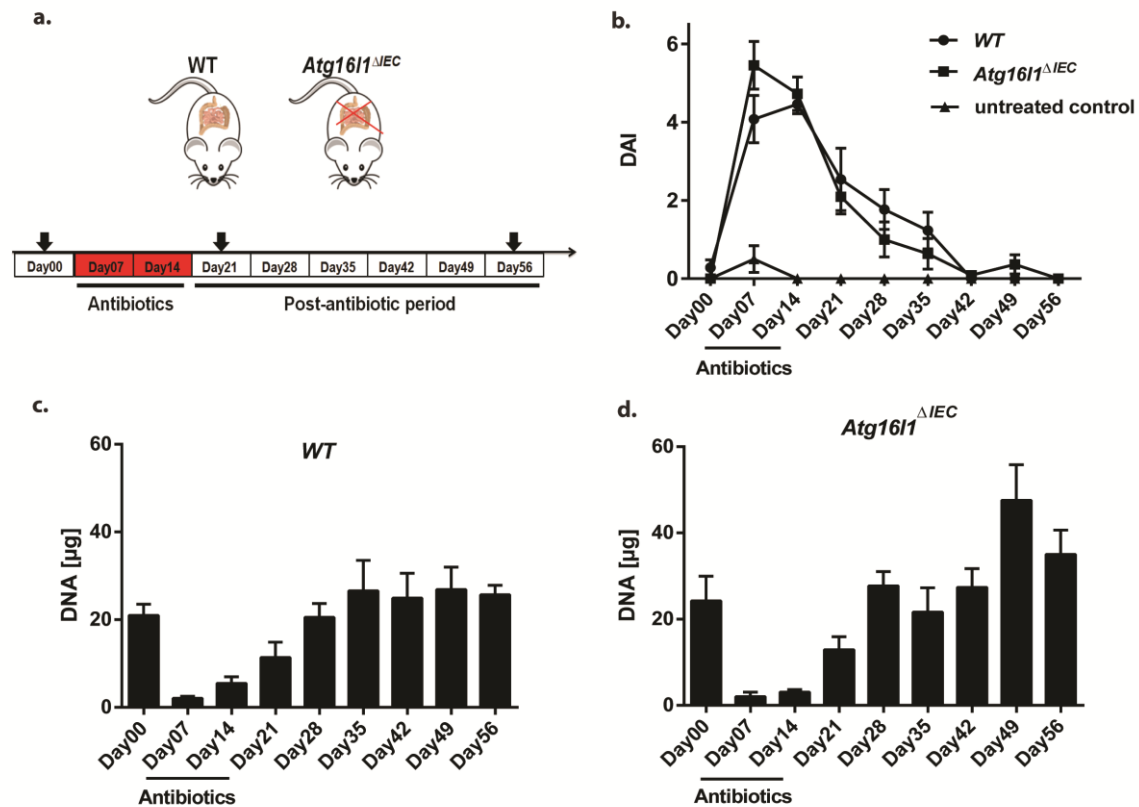 a.
WT
Atg16l1ΔIEC
Day00 Day07 Day14 Day21 Day28 Day35 Day42 Day49 Day56
Antibiotics Post-antibiotic period
b.
WT
Atg16l1ΔIEC
untreated control
DAI
6
4
2
0
Day00 Day07 Day14 Day21 Day28 Day35 Day42 Day49 Day56
Antibiotics
c.
WT
DNA [µg]
60
40
20
0
Day00 Day07 Day14 Day21 Day28 Day35 Day42 Day49 Day56
Antibiotics
d.
Atg16l1ΔIEC
DNA [µg]
60
40
20
0
Day00 Day07 Day14 Day21 Day28 Day35 Day42 Day49 Day56
Antibiotics